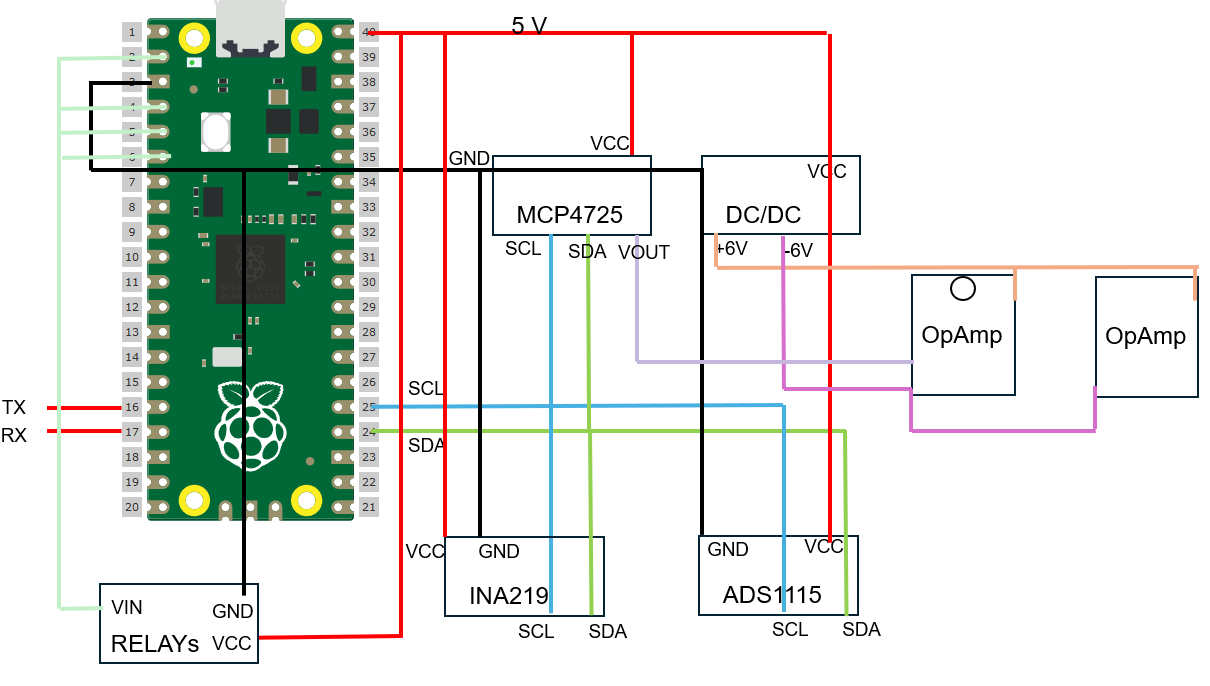 5 V
1
40
2
39
3
38
4
37
5
36
6
35
7
34
8
33
9
32
10
31
11
30
12
29
13
28
14
27
15
26
16
25
17
24
18
23
19
22
20
21
TX
RX
GND
VCC
MCP4725
SCL
SDA
VOUT
VCC
DC/DC
+6V
-6V
OpAmp
OpAmp
SCL
SDA
VCC
GND
INA219
SCL
SDA
GND
VCC
ADS1115
SCL
SDA
VIN
GND
RELAYs
VCC